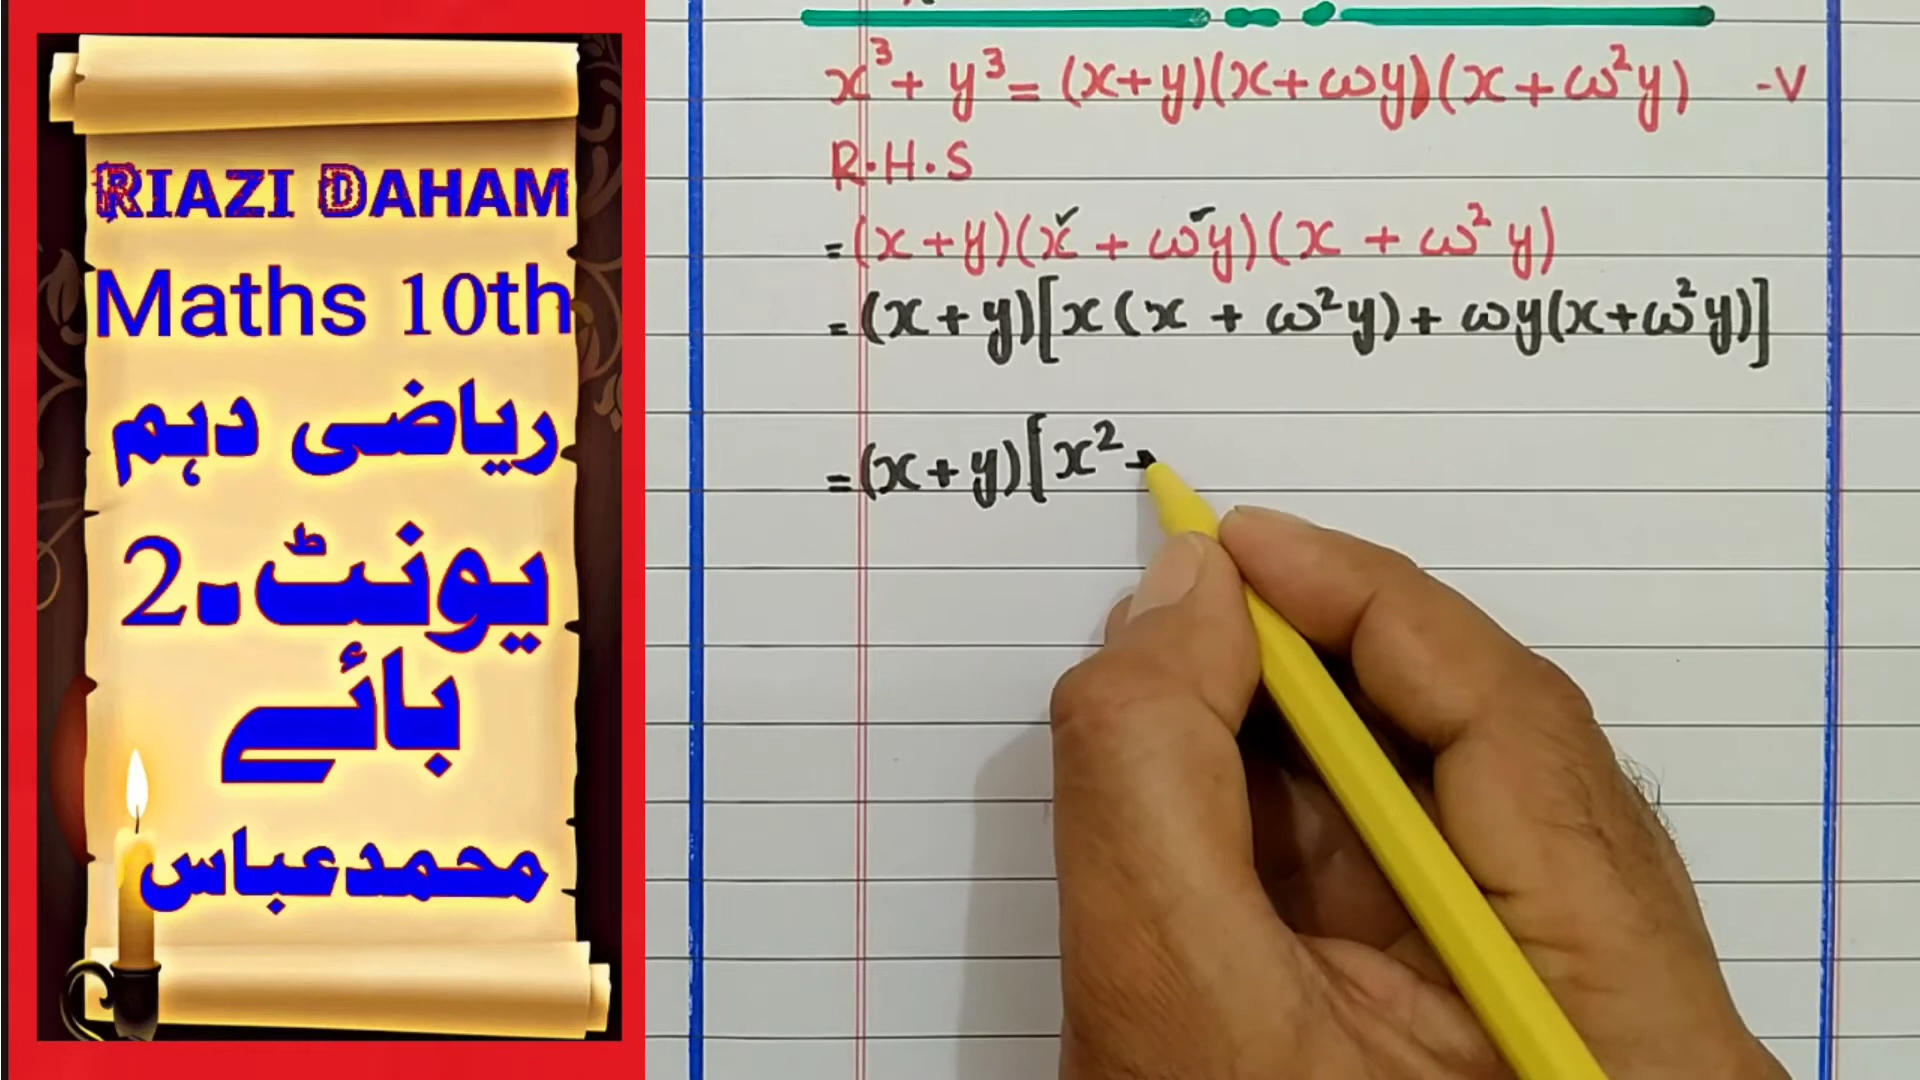 RIAZI DAHAM
Maths 10th
ریاضی دہم
یونٹ.2
بائے
محمدعباس
x³ + y³ = (x+y)(x+ωy)(x+ω²y) -V
R.H.S
= (x+y)(x + ωy)(x + ω² y)
= (x+y)[x(x + ω²y) + ωy(x+ω²y)]
= (x+y)[x² +